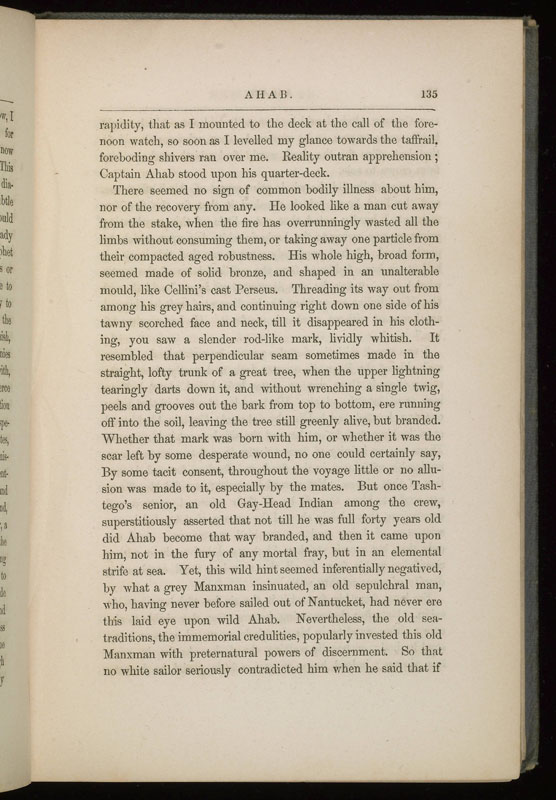 AHAB. 135
rapidity, that as I mounted to the deck at the call of the fore-
noon watch, so soon as I levelled my glance towards the taffrail,
foreboding shivers ran over me. Reality outran apprehension;
Captain Ahab stood upon his quarter-deck.
There seemed no sign of common bodily illness about him,
nor of the recovery from any. He looked like a man cut away
from the stake, when the fire has overrunningly wasted all the
limbs without consuming them, or taking away one particle from
their compacted aged robustness. His whole high, broad form,
seemed made of solid bronze, and shaped in an unalterable
mould, like Cellini's cast Perseus. Threading its way out from
among his grey hairs, and continuing right down one side of his
tawny scorched face and neck, till it disappeared in his cloth-
ing, you saw a slender rod-like mark, lividly whitish. It
resembled that perpendicular seam sometimes made in the
straight, lofty trunk of a great tree, when the upper lightning
tearingly darts down it, and without wrenching a single twig,
peels and grooves out the bark from top to bottom, ere running
off into the soil, leaving the tree still greenly alive, but branded.
Whether that mark was born with him, or whether it was the
scar left by some desperate wound, no one could certainly say,
By some tacit consent, throughout the voyage little or no allu-
sion was made to it, especially by the mates. But once Tash-
tego's senior, an old Gay-Head Indian among the crew,
superstitiously asserted that not till he was full forty years old
did Ahab become that way branded, and then it came upon
him, not in the fury of any mortal fray, but in an elemental
strife at sea. Yet, this wild hint seemed inferentially negatived,
by what a grey Manxman insinuated, an old sepulchral man,
who, having never before sailed out of Nantucket, had never ere
this laid eye upon wild Ahab. Nevertheless, the old sea-
traditions, the immemorial credulities, popularly invested this old
Manxman with preternatural powers of discernment. So that
no white sailor seriously contradicted him when he said that if